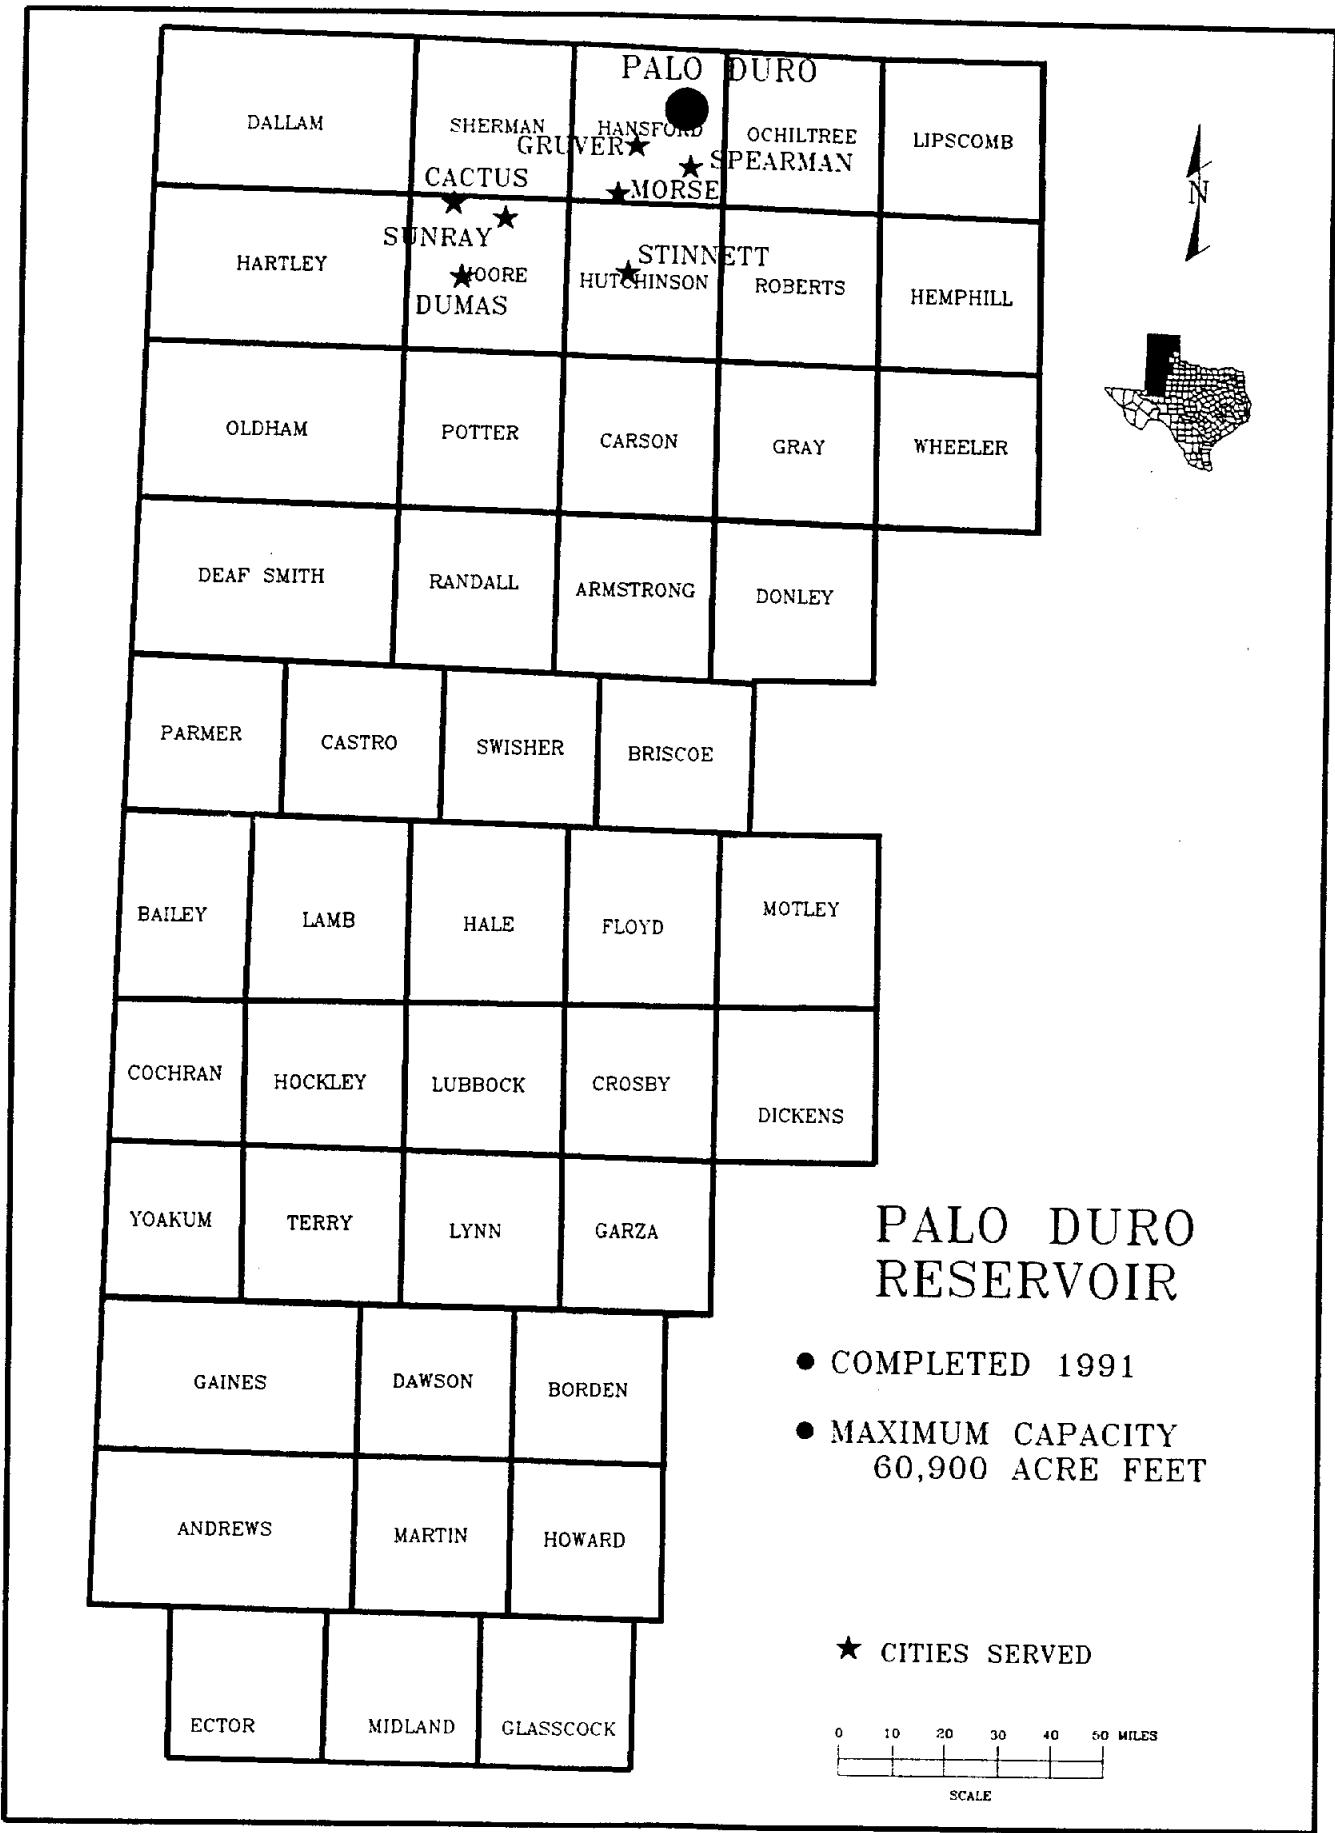 PALO DURO
DALLAM
SHERMAN
HANSFORD
OCHILTREE
LIPSCOMB
GRUVER
SPEARMAN
CACTUS
MORSE
N
SUNRAY
STINNETT
HARTLEY
MOORE
HUTCHINSON
ROBERTS
HEMPHILL
DUMAS
OLDHAM
POTTER
CARSON
GRAY
WHEELER
DEAF SMITH
RANDALL
ARMSTRONG
DONLEY
PARMER
CASTRO
SWISHER
BRISCOE
BAILEY
LAMB
HALE
FLOYD
MOTLEY
COCHRAN
HOCKLEY
LUBBOCK
CROSBY
DICKENS
YOAKUM
TERRY
LYNN
GARZA
PALO DURO
RESERVOIR
● COMPLETED 1991
● MAXIMUM CAPACITY
60,900 ACRE FEET
GAINES
DAWSON
BORDEN
ANDREWS
MARTIN
HOWARD
★ CITIES SERVED
ECTOR
MIDLAND
GLASSCOCK
0 10 20 30 40 50 MILES
SCALE